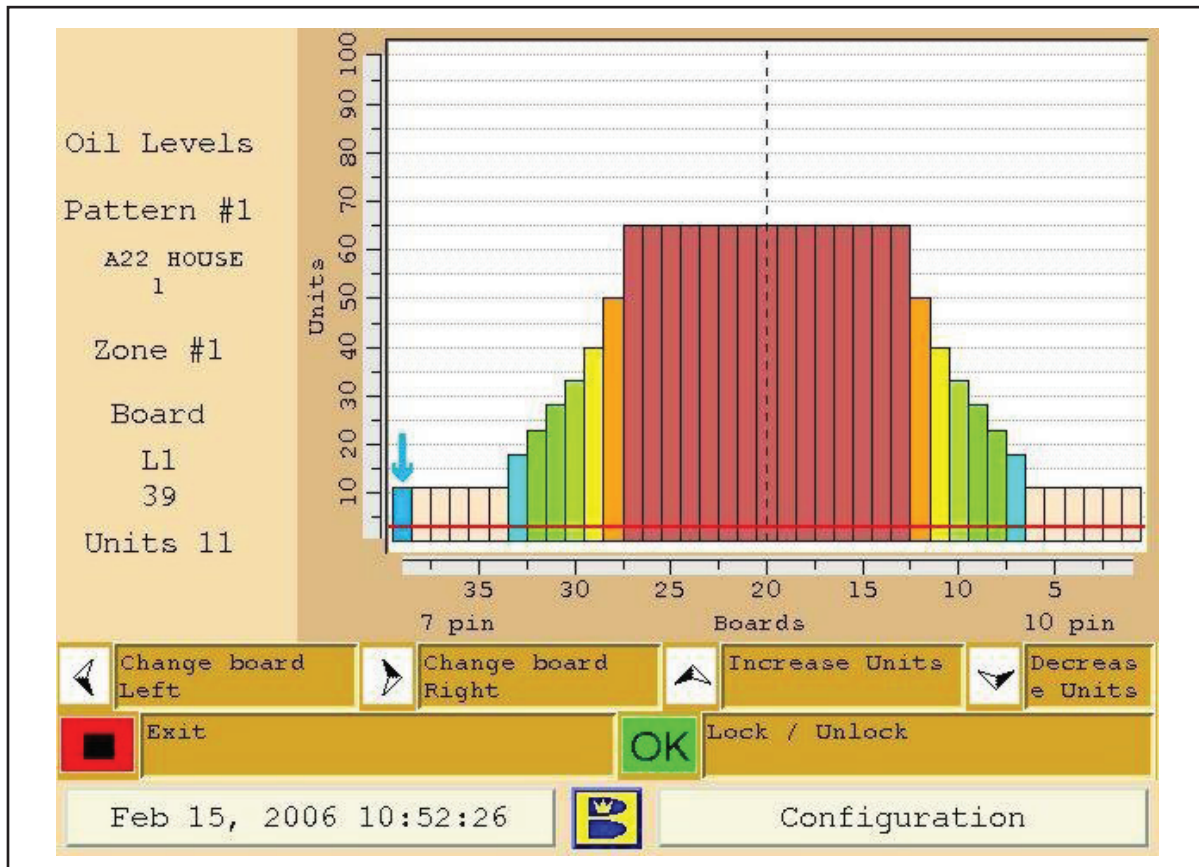 Oil Levels
Pattern #1
A22 HOUSE
1
Zone #1
Board
L1
39
Units 11
Units
100
90
80
70
60
50
40
30
20
10
35 30 25 20 15 10 5
7 pin Boards 10 pin
Change board
Left
Change board
Right
Increase Units
Decreas
e Units
Exit
OK
Lock / Unlock
Feb 15, 2006 10:52:26
Configuration